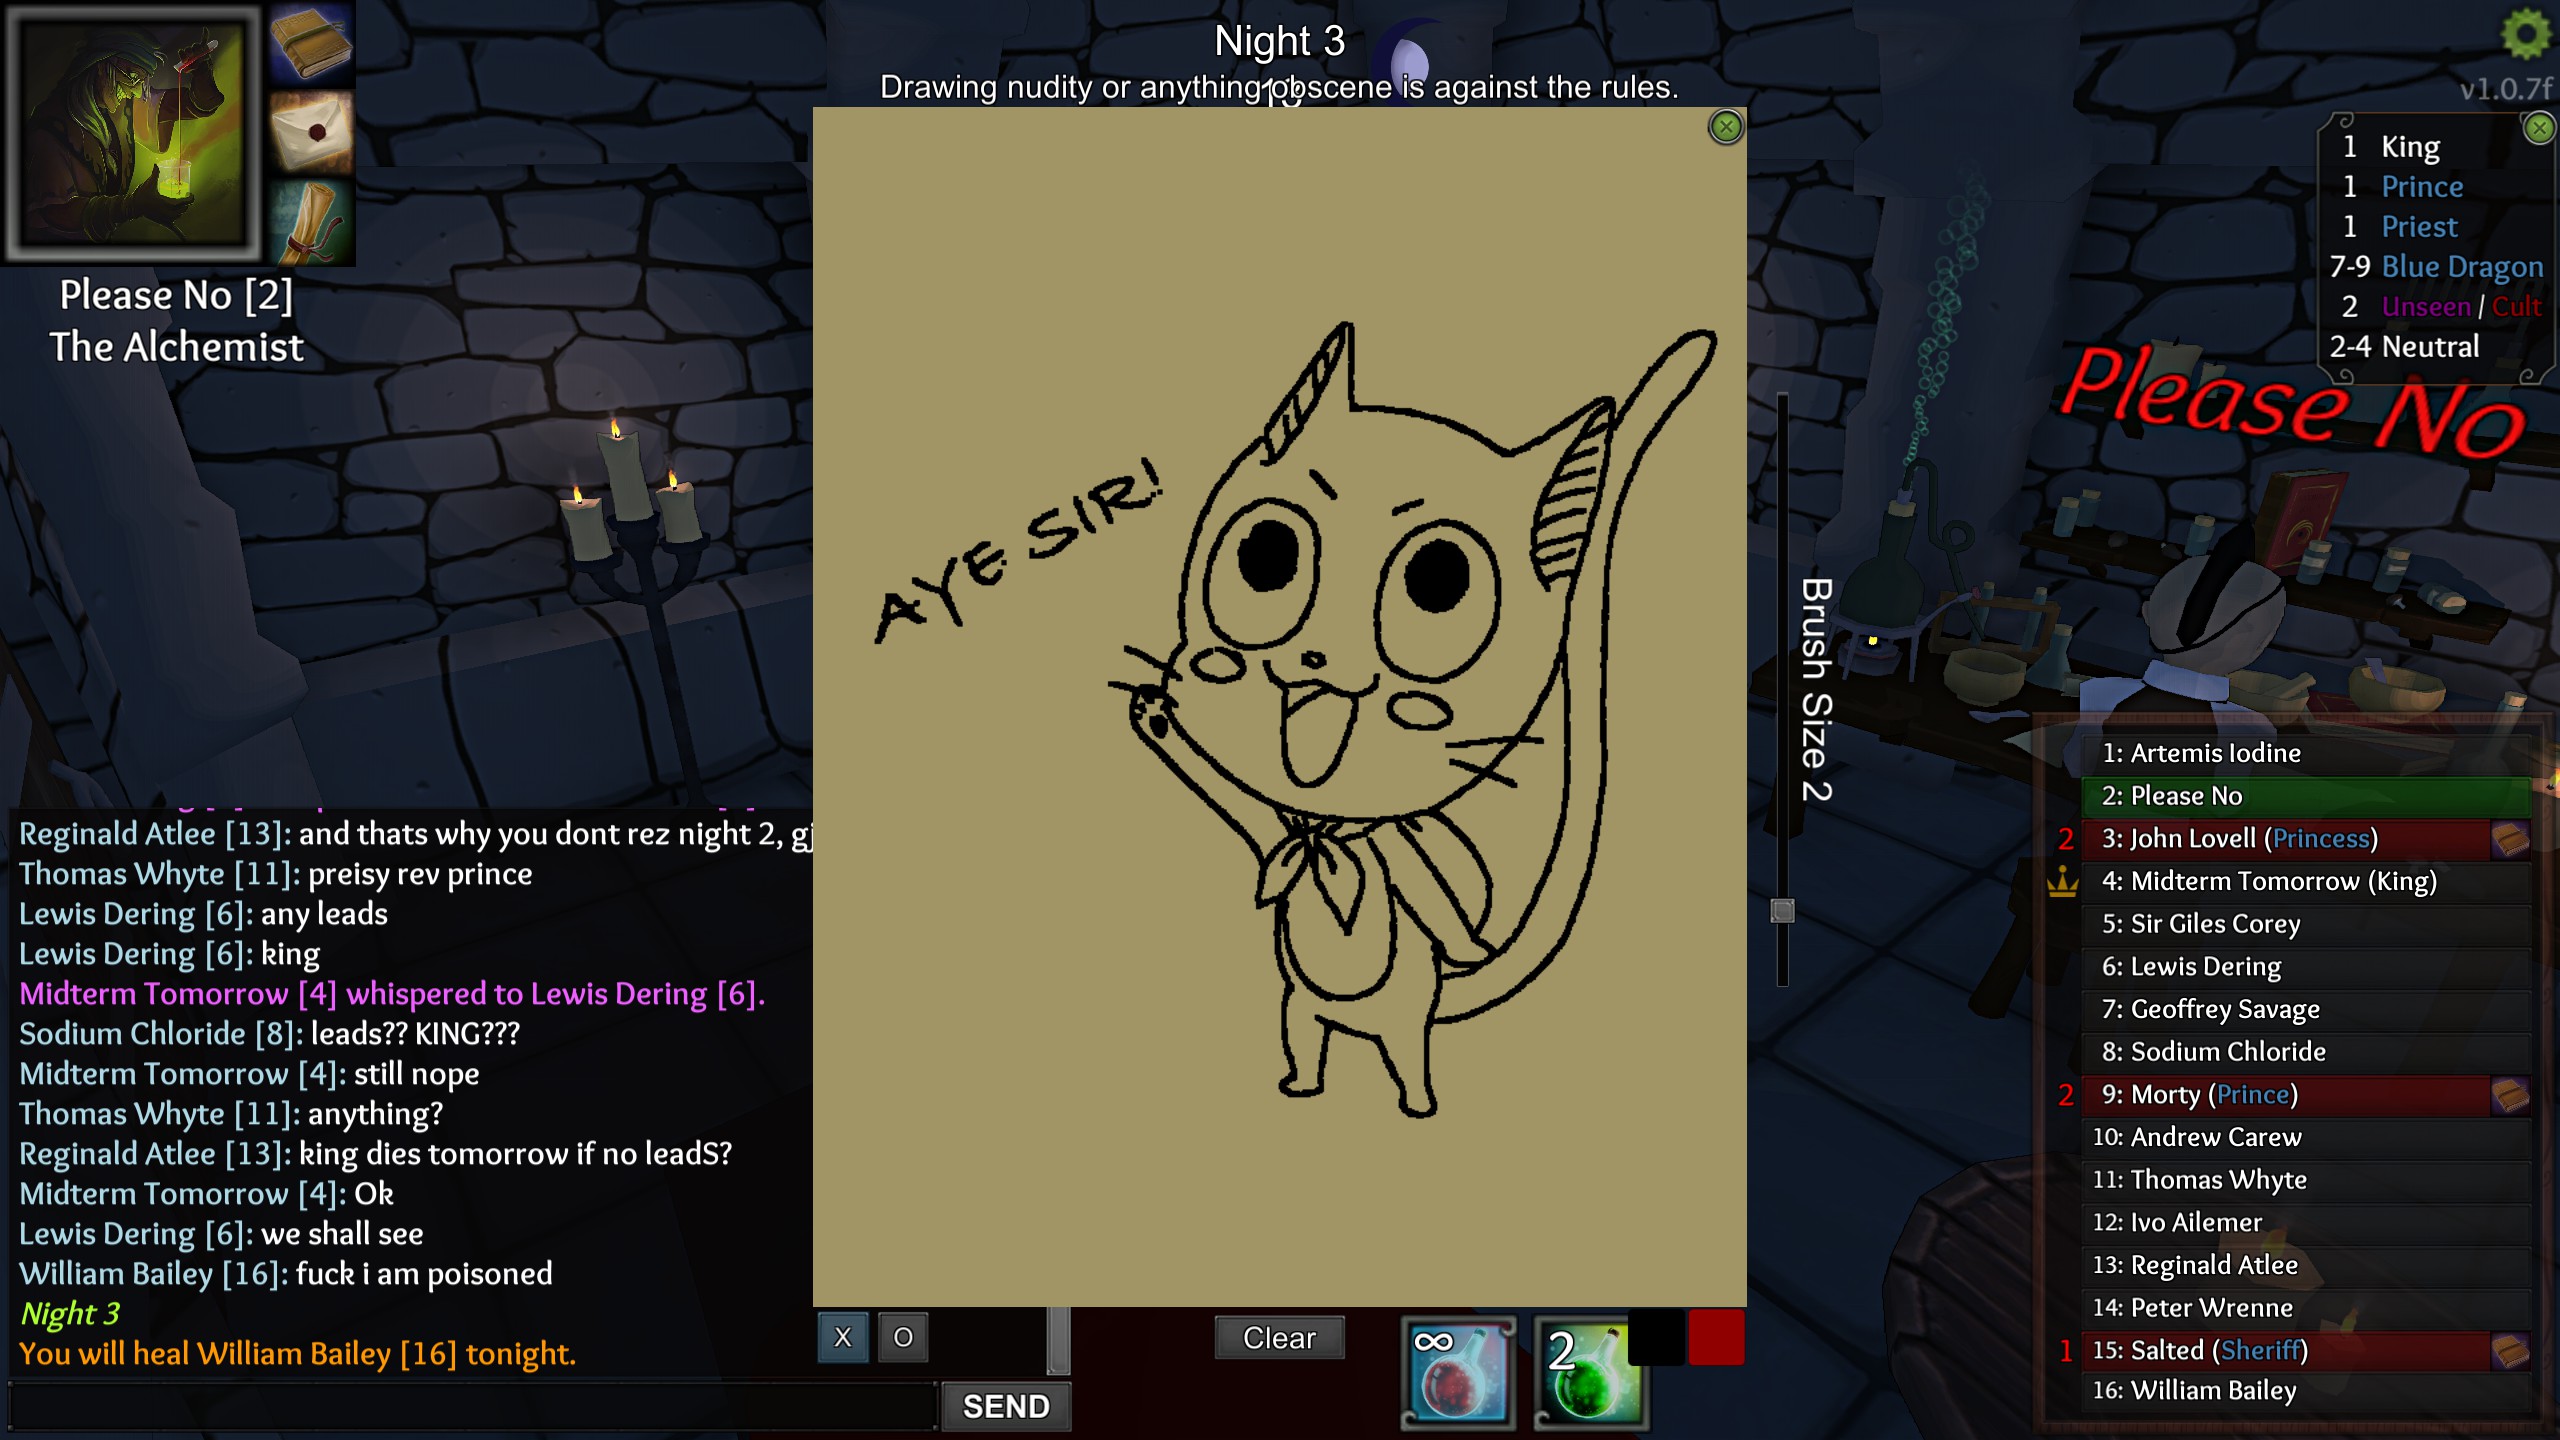 Night 3
Drawing nudity or anything obscene is against the rules.
v1.0.7f
1 King
1 Prince
1 Priest
7-9 Blue Dragon
2 Unseen / Cult
2-4 Neutral
Please No [2]
The Alchemist
Please No
AYE SIR!
Brush Size 2
Reginald Atlee [13]: and thats why you dont rez night 2, gj
Thomas Whyte [11]: preisy rev prince
Lewis Dering [6]: any leads
Lewis Dering [6]: king
Midterm Tomorrow [4] whispered to Lewis Dering [6].
Sodium Chloride [8]: leads?? KING???
Midterm Tomorrow [4]: still nope
Thomas Whyte [11]: anything?
Reginald Atlee [13]: king dies tomorrow if no leadS?
Midterm Tomorrow [4]: Ok
Lewis Dering [6]: we shall see
William Bailey [16]: fuck i am poisoned
Night 3
You will heal William Bailey [16] tonight.
SEND
X
O
Clear
∞
2
1: Artemis Iodine
2: Please No
2 3: John Lovell (Princess)
4: Midterm Tomorrow (King)
5: Sir Giles Corey
6: Lewis Dering
7: Geoffrey Savage
8: Sodium Chloride
2 9: Morty (Prince)
10: Andrew Carew
11: Thomas Whyte
12: Ivo Ailemer
13: Reginald Atlee
14: Peter Wrenne
1 15: Salted (Sheriff)
16: William Bailey